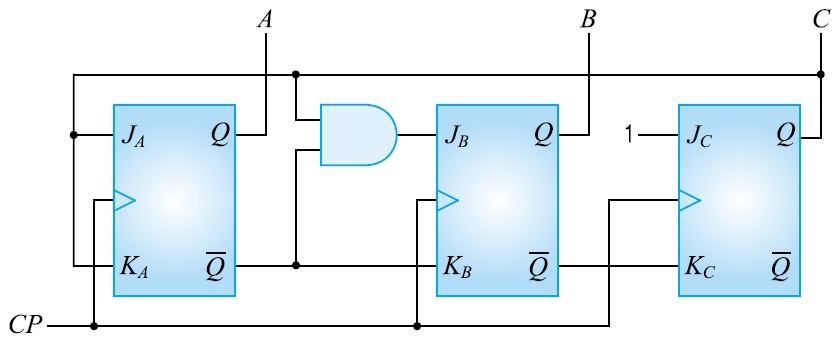 A B C
J_A Q J_B Q 1 J_C Q
K_A Q̅ K_B Q̅ K_C Q̅
CP